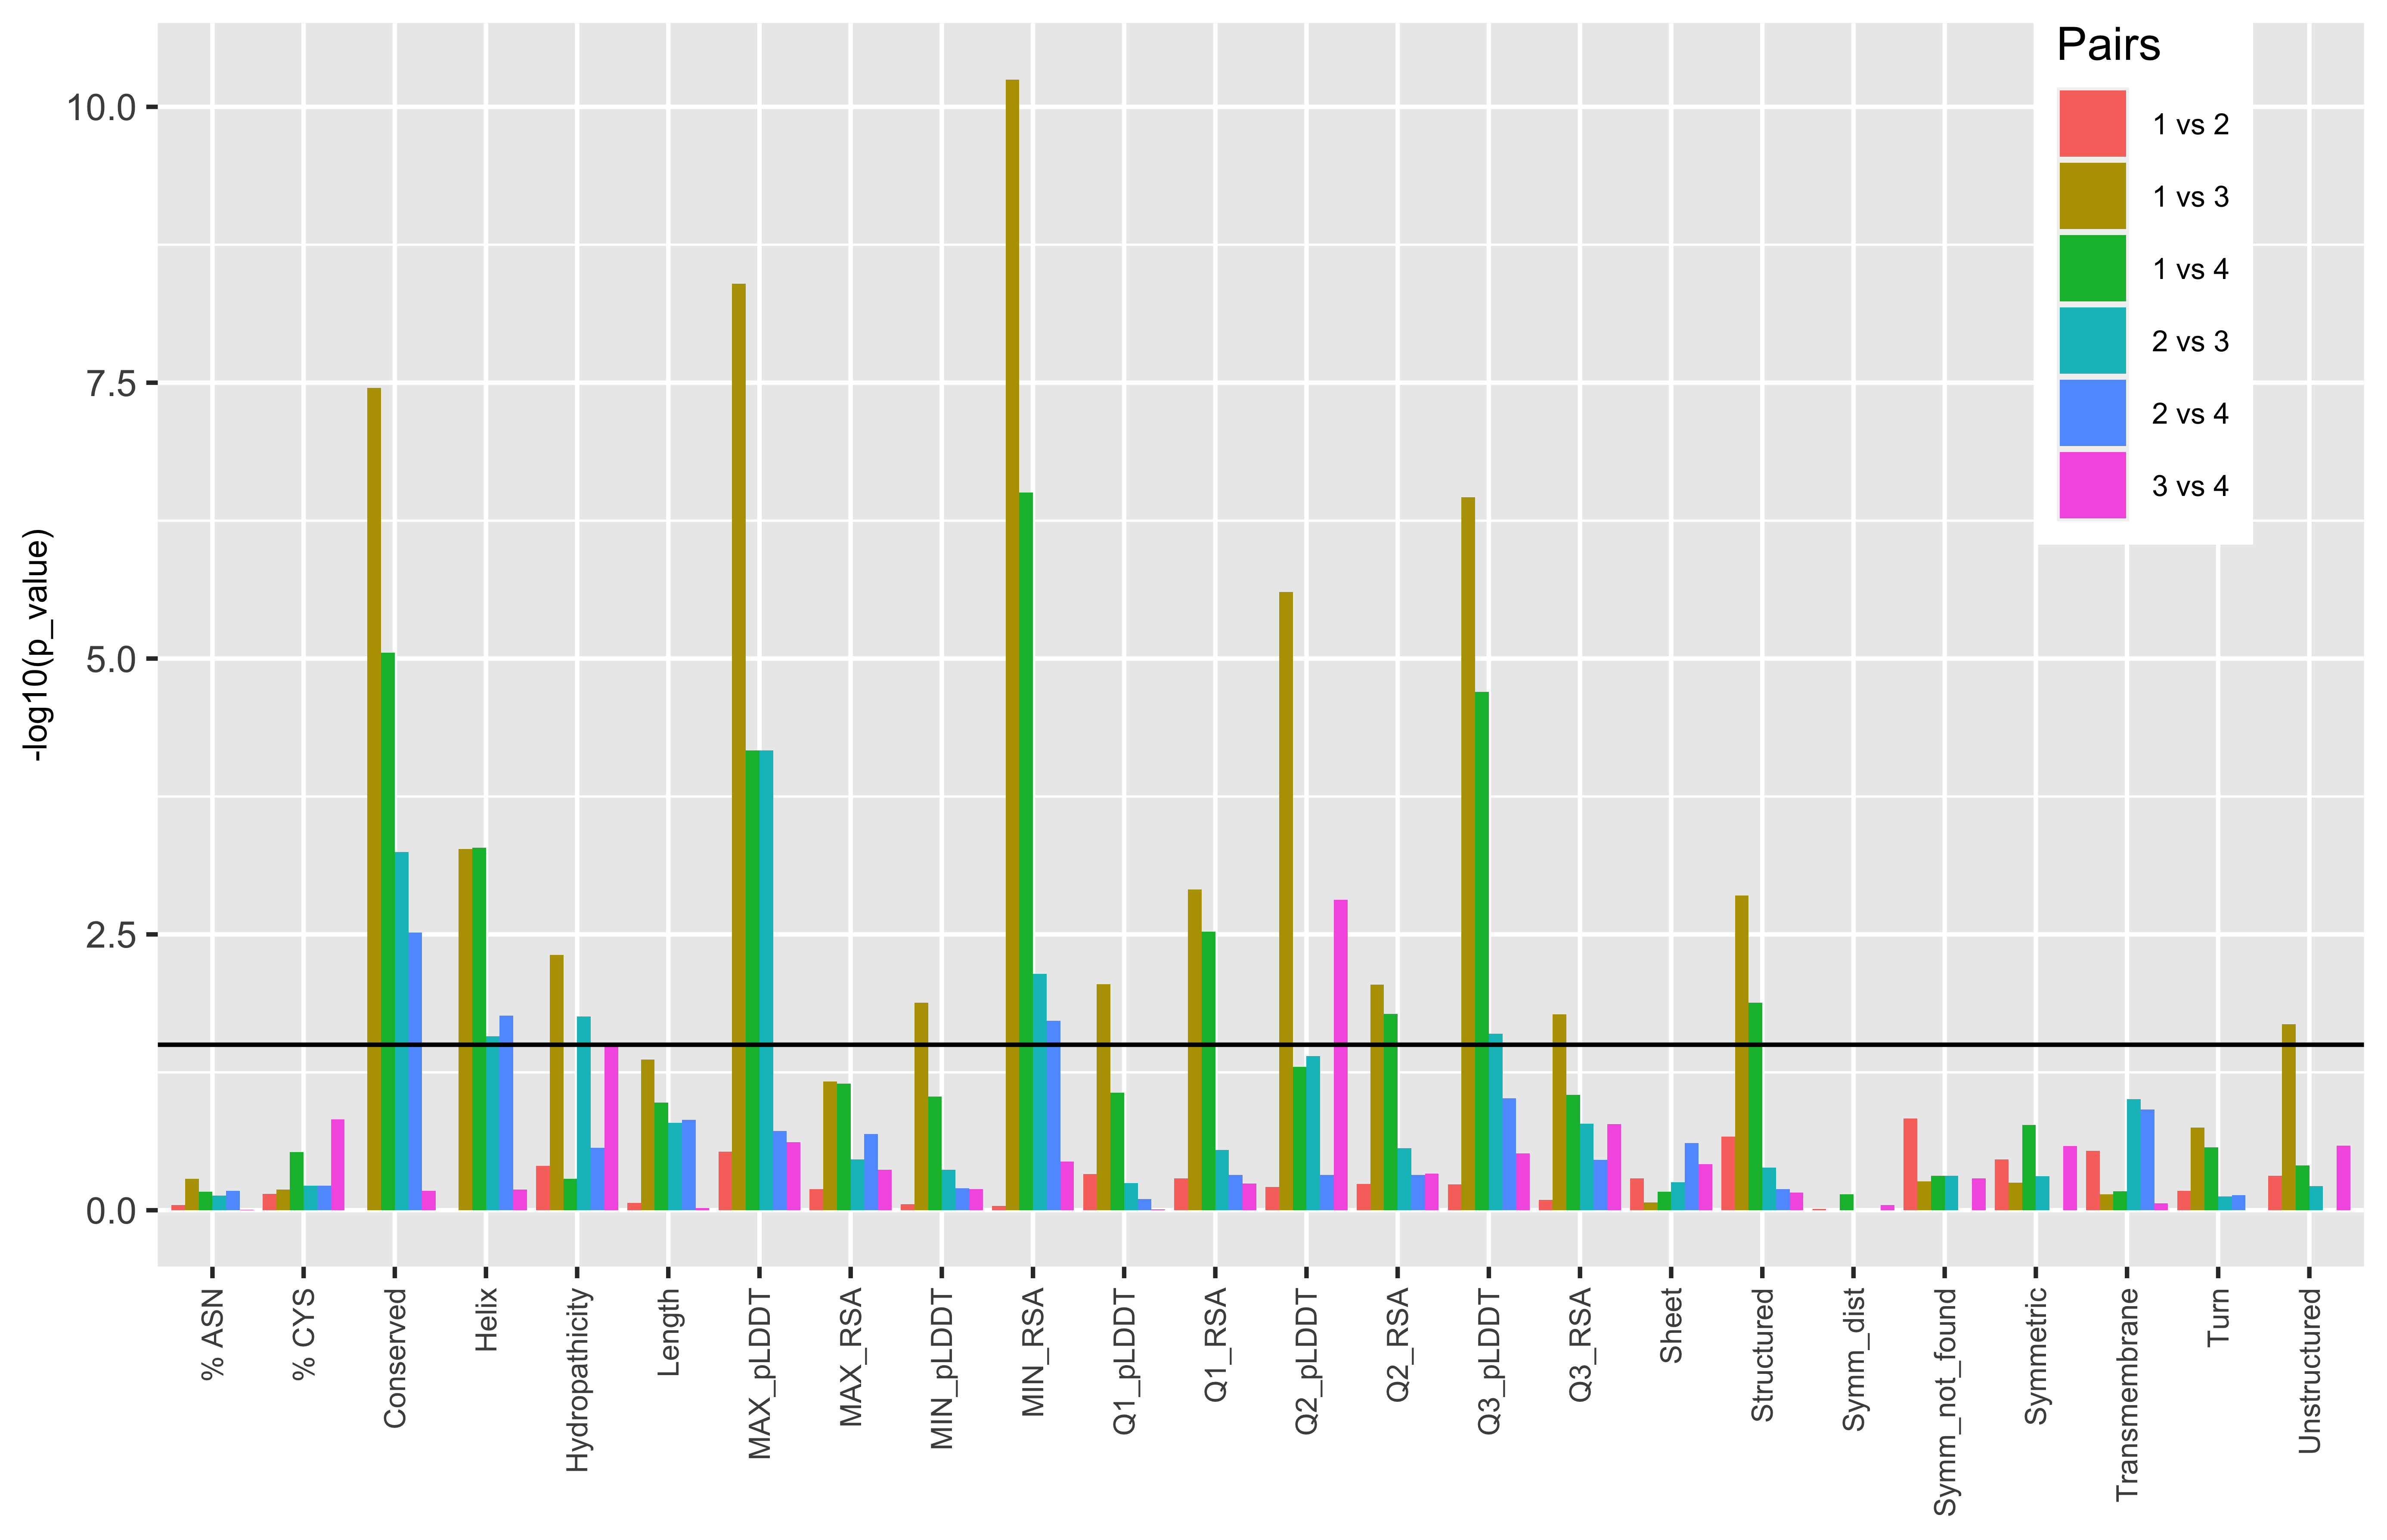 -log10(p_value)
10.0
7.5
5.0
2.5
0.0
Pairs
1 vs 2
1 vs 3
1 vs 4
2 vs 3
2 vs 4
3 vs 4
% ASN
% CYS
Conserved
Helix
Hydropathicity
Length
MAX_pLDDT
MAX_RSA
MIN_pLDDT
MIN_RSA
Q1_pLDDT
Q1_RSA
Q2_pLDDT
Q2_RSA
Q3_pLDDT
Q3_RSA
Sheet
Structured
Symm_dist
Symm_not_found
Symmetric
Transmembrane
Turn
Unstructured